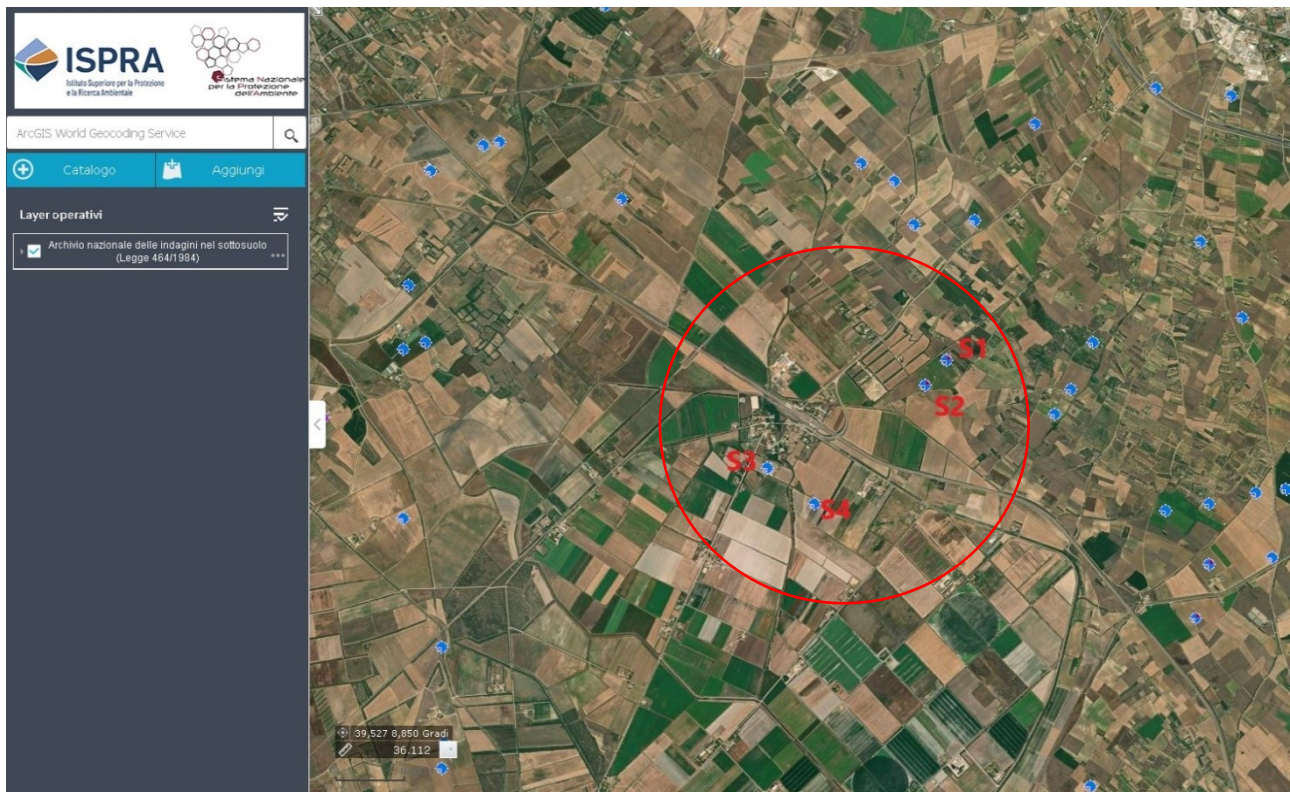 ISPRA
Istituto Superiore per la Protezione
e la Ricerca Ambientale
Sistema Nazionale
per la Protezione
dell'Ambiente
ArcGIS World Geocoding Service
Catalogo
Aggiungi
Layer operativi
Archivio nazionale delle indagini nel sottosuolo
(Legge 464/1984)
S1
S2
S3
S4
39,527 8,850 Gradi
36.112